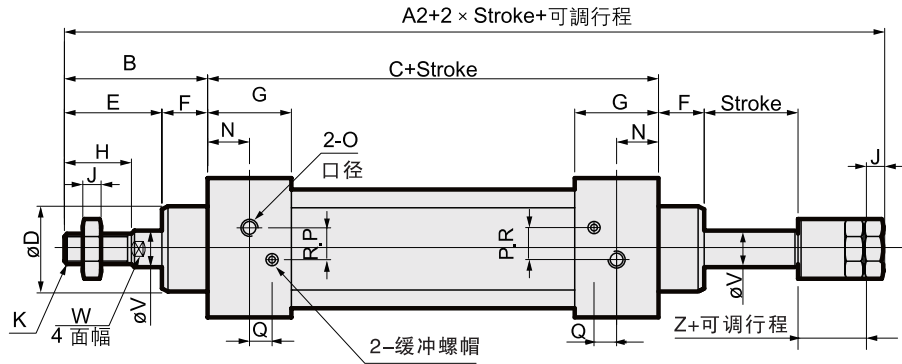 A2+2 × Stroke+可調行程
B
C+Stroke
E
F
G
G
F
Stroke
N
N
H
2-O
口径
J
J
øD
R.P
P.R
K
W
4 面幅
øV
øV
Q
Q
2-缓冲螺帽
Z+可调行程